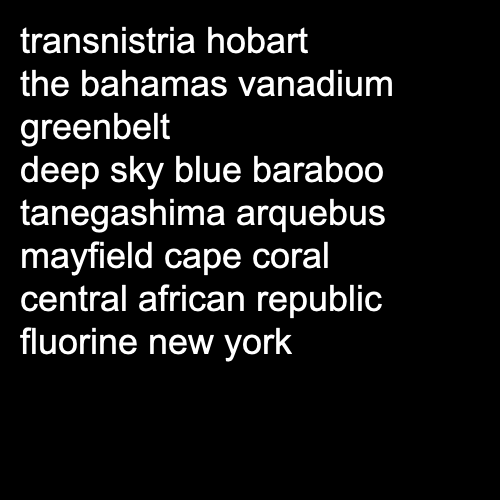 transnistria hobart
the bahamas vanadium
greenbelt
deep sky blue baraboo
tanegashima arquebus
mayfield cape coral
central african republic
fluorine new york